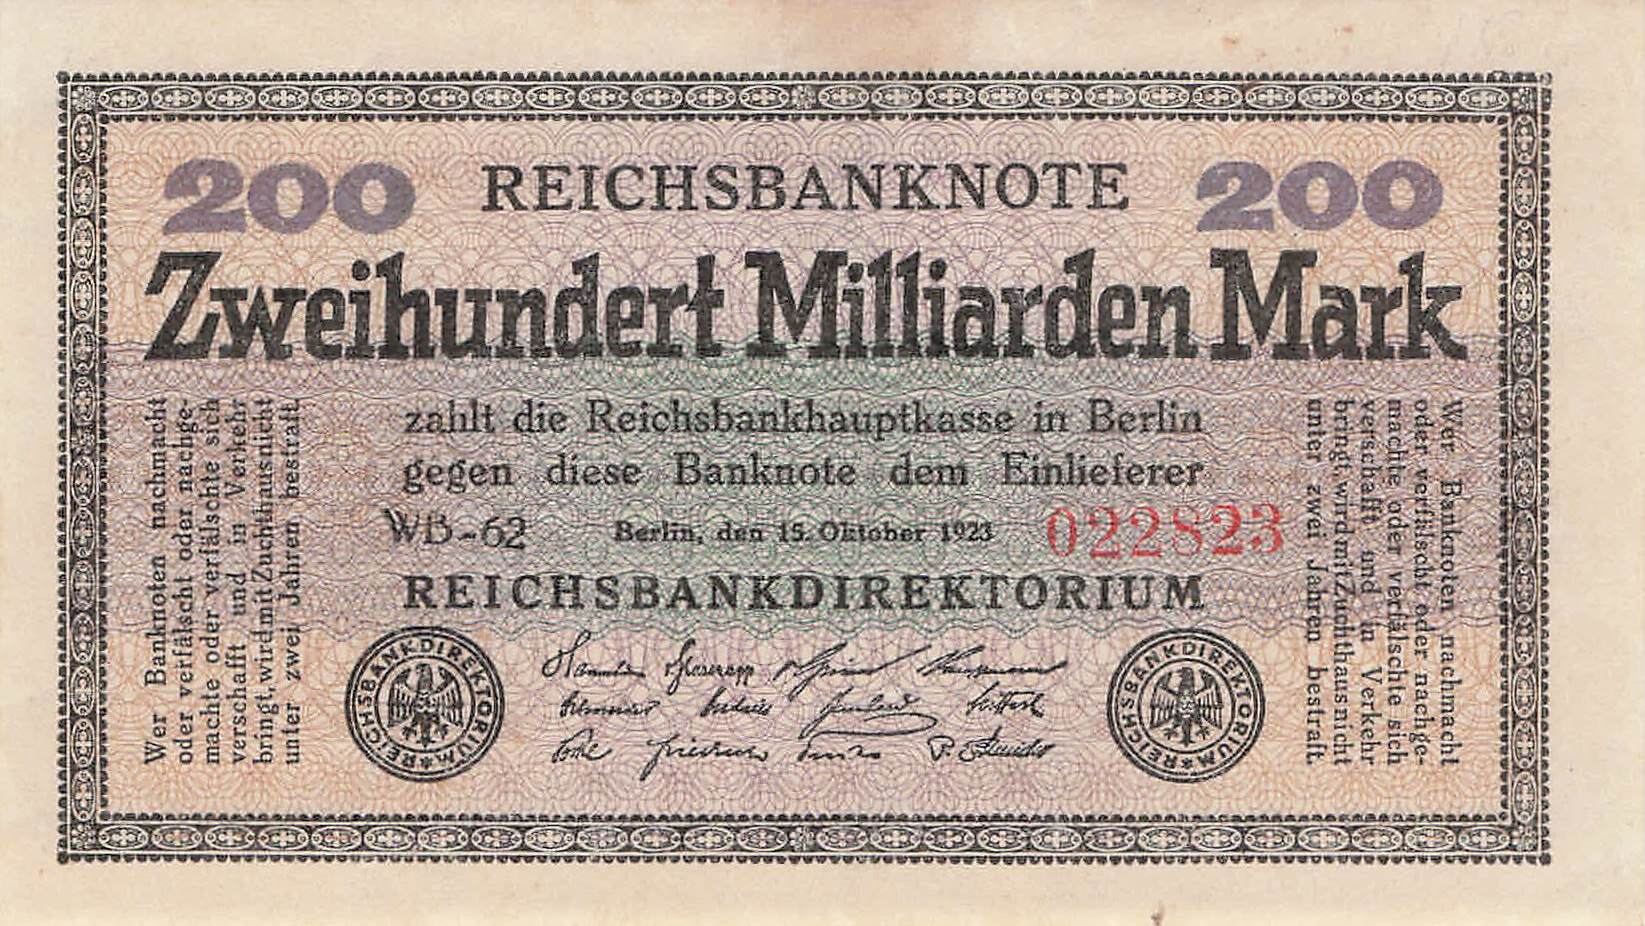 200 REICHSBANKNOTE 200
Zweihundert Milliarden Mark
zahlt die Reichsbankhauptkasse in Berlin
gegen diese Banknote dem Einlieferer
WB-62 Berlin, den 15. Oktober 1923 022823
REICHSBANKDIREKTORIUM
Wer Banknoten nachmacht
oder verfälscht oder nachge-
machte oder verfälschte sich
verschafft und in Verkehr
bringt, wird mit Zuchthaus nicht
unter zwei Jahren bestraft.
Wer Banknoten nachmacht
oder verfälscht oder nachge-
machte oder verfälschte sich
verschafft und in Verkehr
bringt, wird mit Zuchthaus nicht
unter zwei Jahren bestraft.
REICHSBANKDIREKTORIUM
REICHSBANKDIREKTORIUM